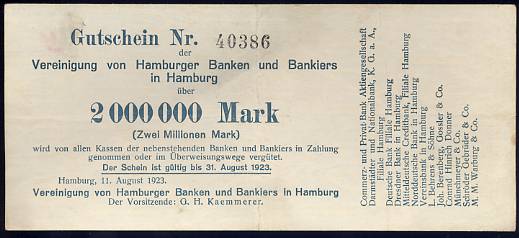 Gutschein Nr. 40386
der
Vereinigung von Hamburger Banken und Bankiers
in Hamburg
über
2 000 000 Mark
(Zwei Millionen Mark)
wird von allen Kassen der nebenstehenden Banken und Bankiers in Zahlung
genommen oder im Überweisungswege vergütet.
Der Schein ist gültig bis 31. August 1923.
Hamburg, 11. August 1923.
Vereinigung von Hamburger Banken und Bankiers in Hamburg
Der Vorsitzende: G. H. Kaemmerer.
Commerz- und Privat-Bank Aktiengesellschaft
Darmstädter und Nationalbank, K. G. a. A.,
Filiale Hamburg
Deutsche Bank Filiale Hamburg
Dresdner Bank in Hamburg
Mitteldeutsche Creditbank, Filiale Hamburg
Norddeutsche Bank in Hamburg
Vereinsbank in Hamburg
L. Behrens & Söhne
Joh. Berenberg, Gossler & Co.
Conrad Hinrich Donner
Münchmeyer & Co.
Schröder Gebrüder & Co.
M. M. Warburg & Co.